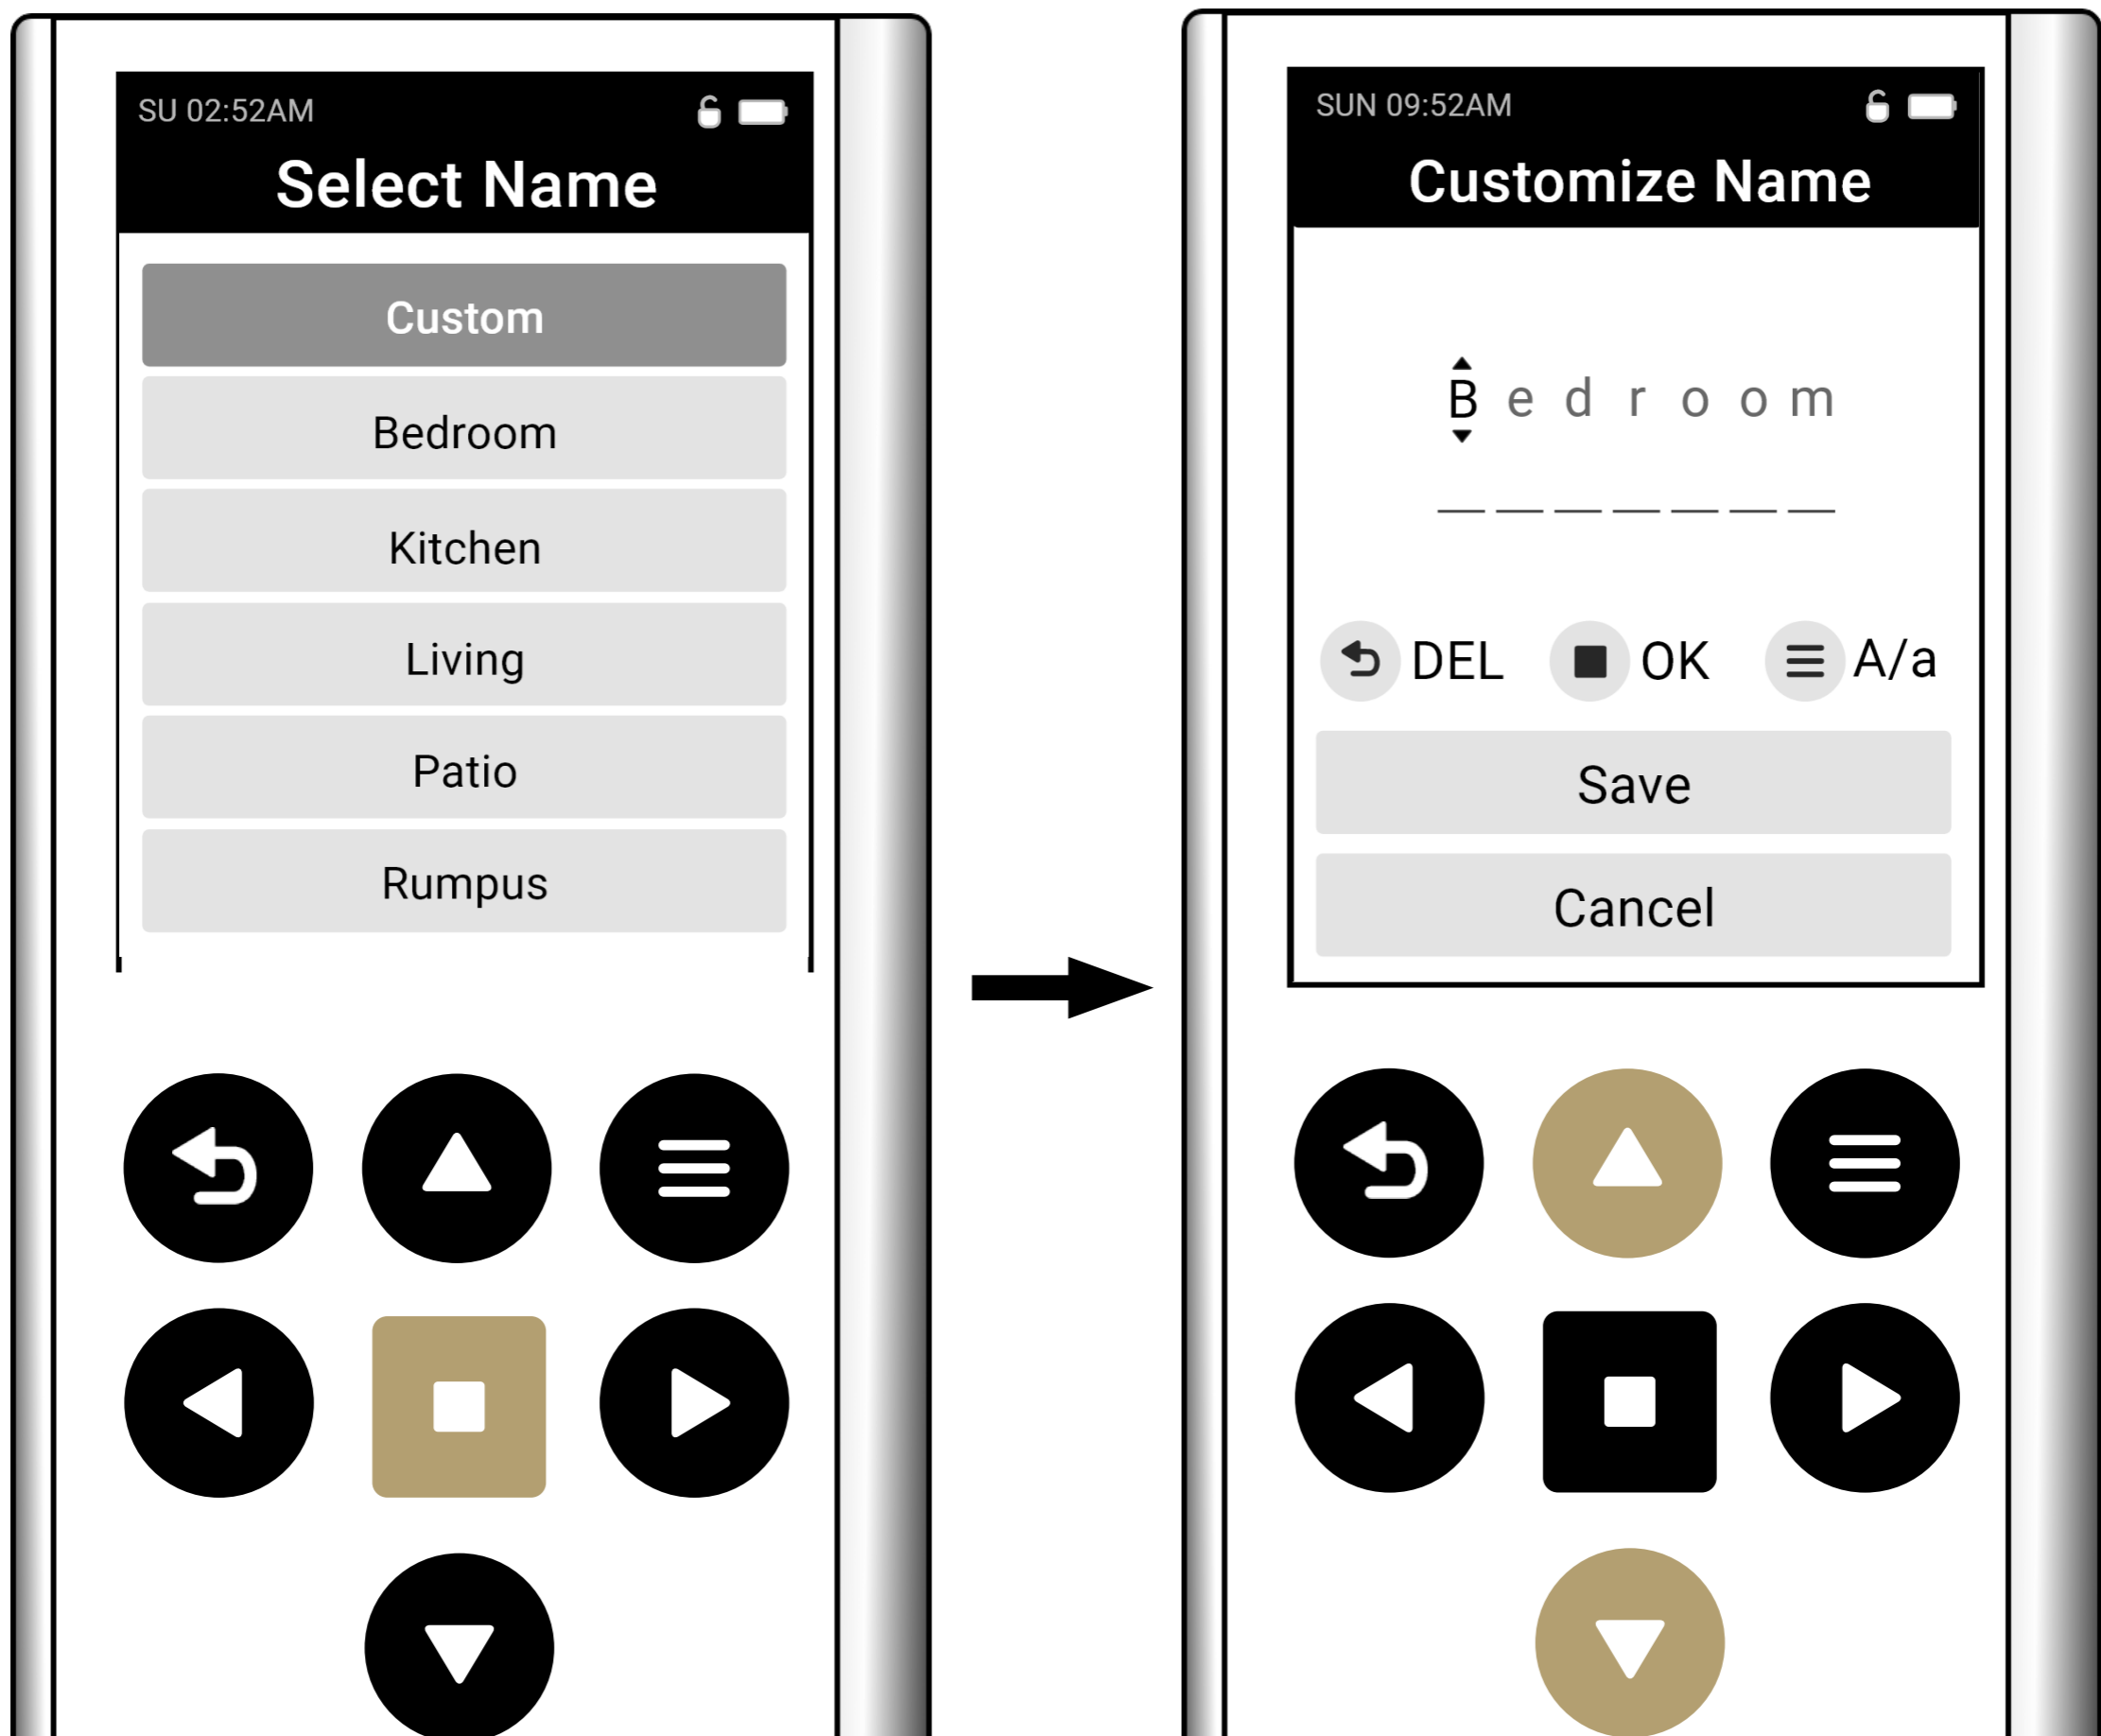 SU 02:52AM
Select Name
Custom
Bedroom
Kitchen
Living
Patio
Rumpus
SUN 09:52AM
Customize Name
B e d r o o m
DEL OK A/a
Save
Cancel